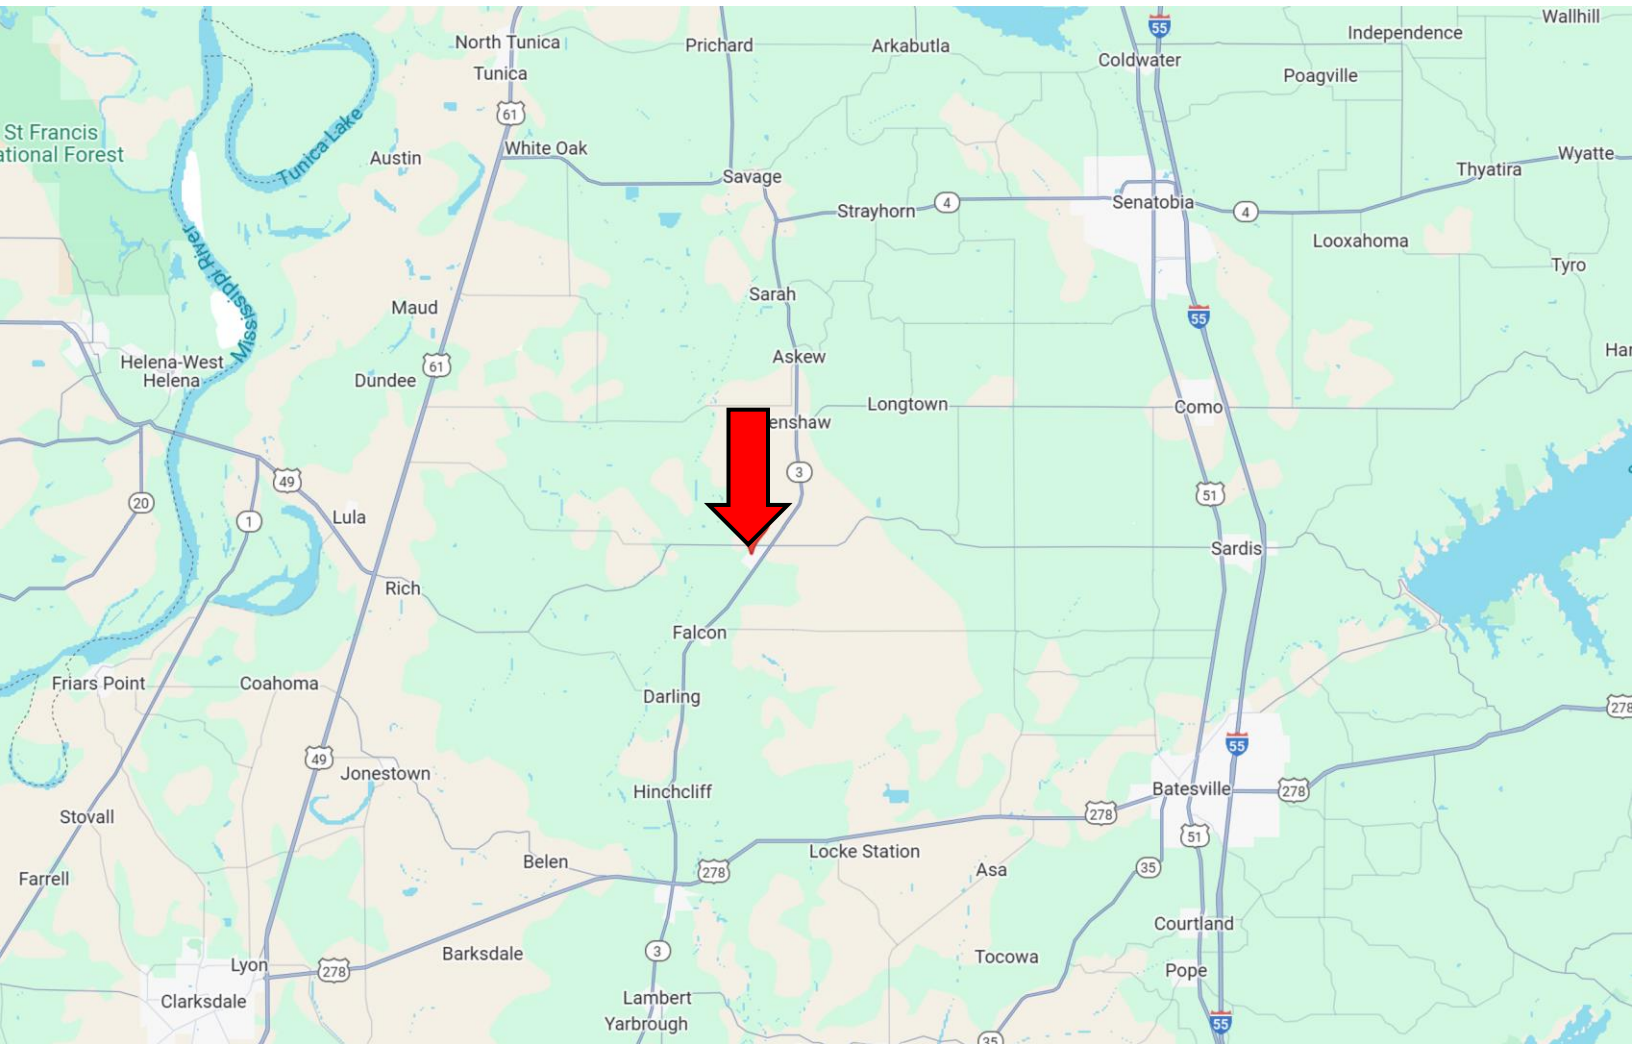 Wallhill
Independence
55
North Tunica
Prichard
Arkabutla
Coldwater
Tunica
Poagville
61
Tunica Lake
St Francis
ational Forest
White Oak
Austin
Wyatte
Thyatira
Savage
4
Senatobia
Strayhorn
4
Looxahoma
Mississippi River
Tyro
Sarah
Maud
55
Har
Askew
Helena-West
Helena
61
Dundee
Longtown
Como
enshaw
3
49
51
20
1
Lula
Sardis
Rich
Falcon
Friars Point
Coahoma
Darling
278
55
49
Jonestown
Hinchcliff
Batesville
278
278
Stovall
51
Locke Station
Belen
278
35
Asa
Farrell
Courtland
Barksdale
3
Tocowa
Lyon
278
Pope
Clarksdale
Lambert
Yarbrough
55
35